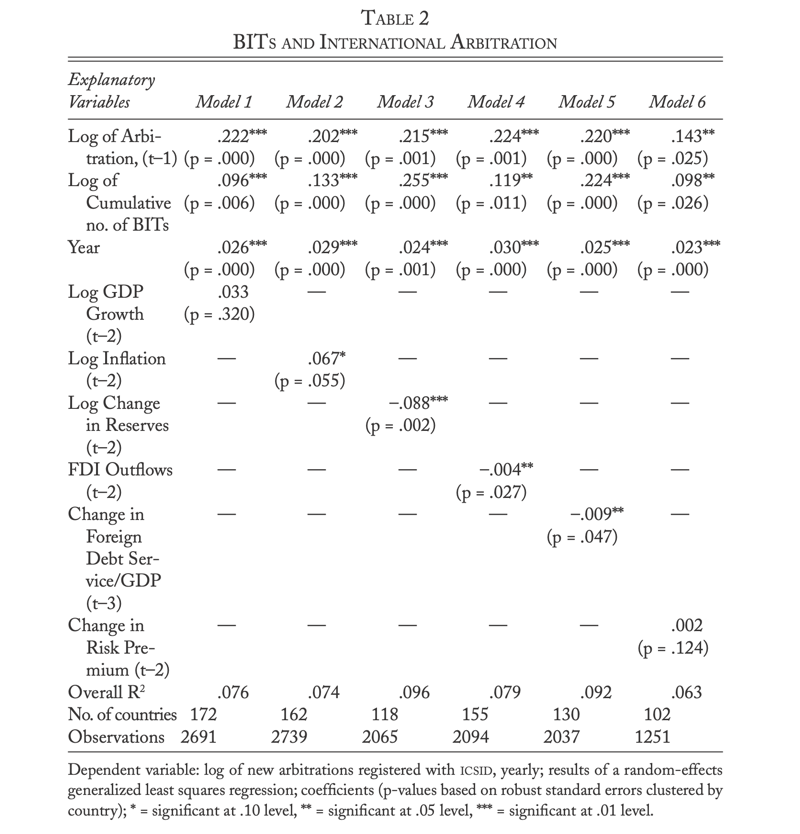 TABLE 2
BITS AND INTERNATIONAL ARBITRATION
Explanatory
Variables Model 1 Model 2 Model 3 Model 4 Model 5 Model 6
Log of Arbi- .222*** .202*** .215*** .224*** .220*** .143**
tration, (t–1) (p = .000) (p = .000) (p = .001) (p = .001) (p = .000) (p = .025)
Log of .096*** .133*** .255*** .119** .224*** .098**
Cumulative (p = .006) (p = .000) (p = .000) (p = .011) (p = .000) (p = .026)
no. of BITs
Year .026*** .029*** .024*** .030*** .025*** .023***
(p = .000) (p = .000) (p = .001) (p = .000) (p = .000) (p = .000)
Log GDP .033 — — — — —
Growth (p = .320)
(t–2)
Log Inflation — .067* — — — —
(t–2) (p = .055)
Log Change — — –.088*** — — —
in Reserves (p = .002)
(t–2)
FDI Outflows — — — –.004** — —
(t–2) (p = .027)
Change in — — — — –.009** —
Foreign (p = .047)
Debt Ser-
vice/GDP
(t–3)
Change in — — — — — .002
Risk Pre- (p = .124)
mium (t–2)
Overall R² .076 .074 .096 .079 .092 .063
No. of countries 172 162 118 155 130 102
Observations 2691 2739 2065 2094 2037 1251
Dependent variable: log of new arbitrations registered with ICSID, yearly; results of a random-effects
generalized least squares regression; coefficients (p-values based on robust standard errors clustered by
country); * = significant at .10 level, ** = significant at .05 level, *** = significant at .01 level.